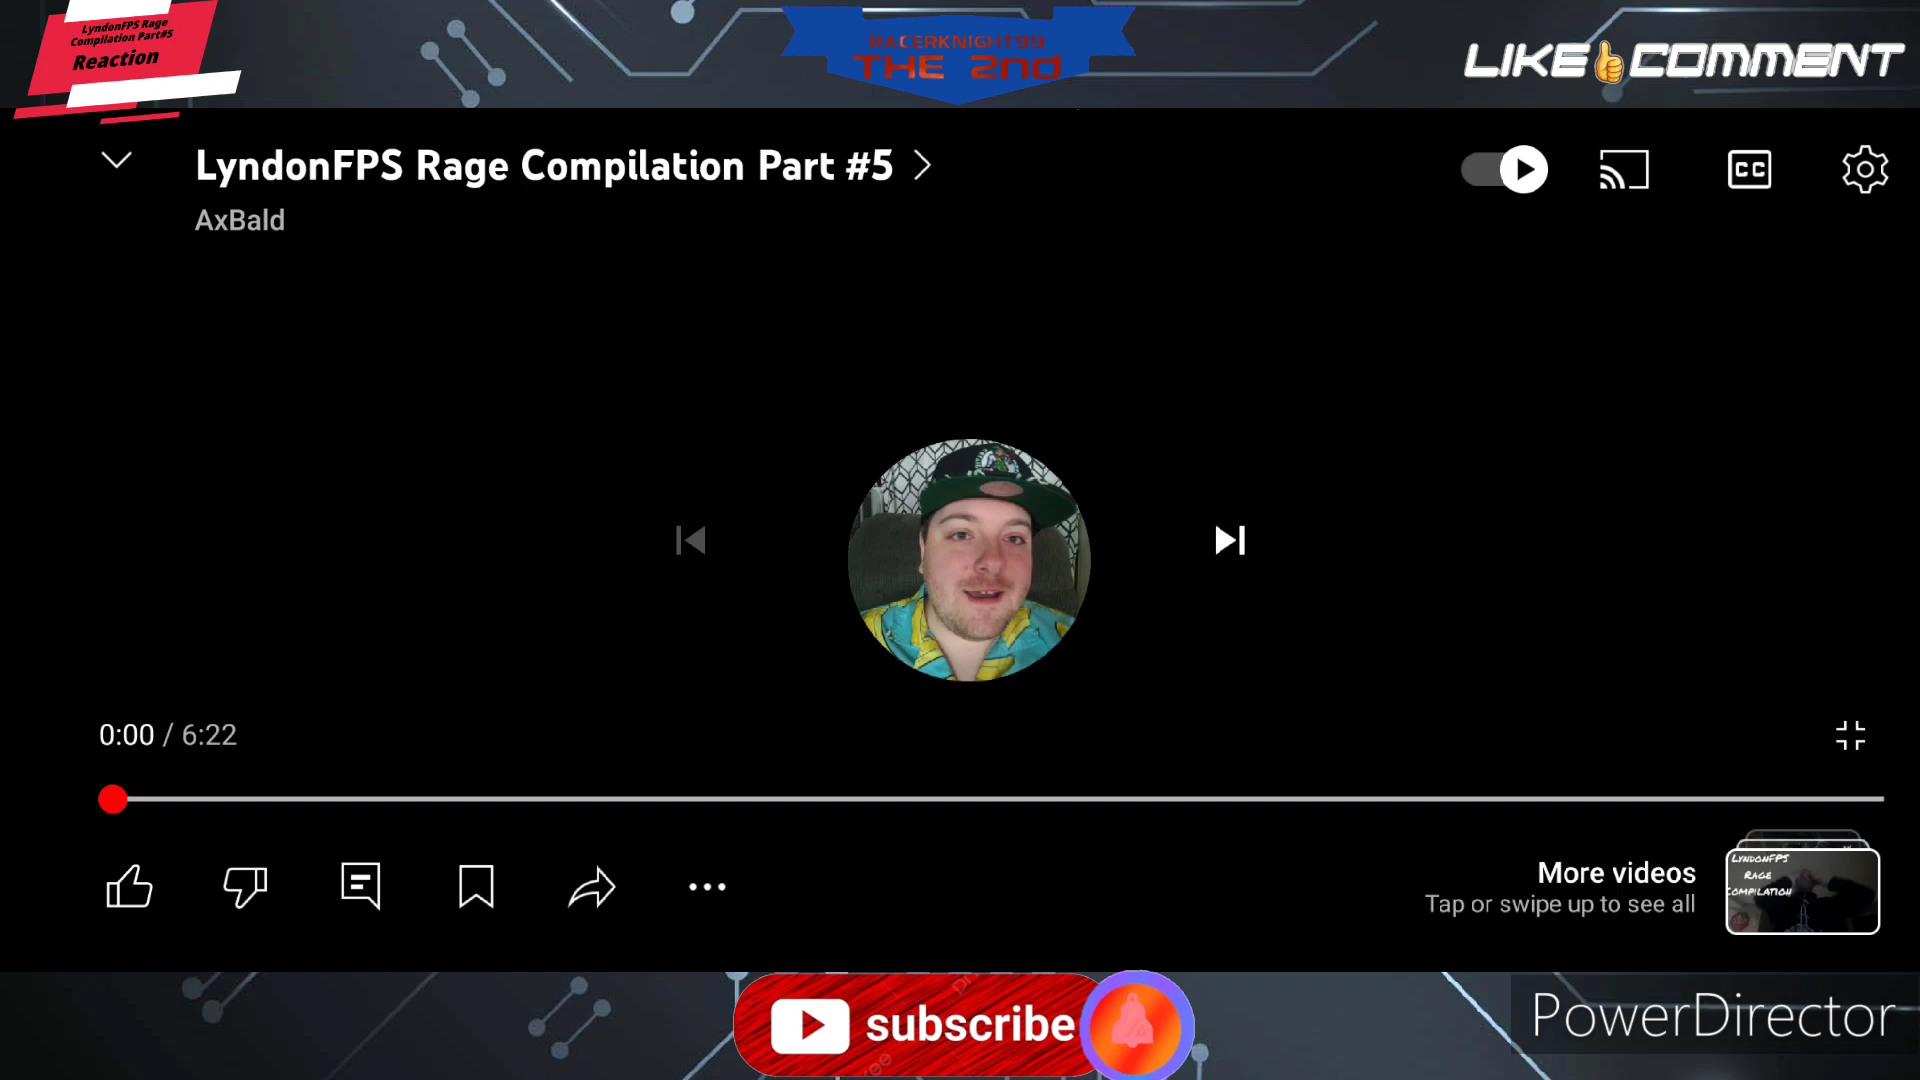 LyndonFPS Rage
Compilation Part#5
Reaction
RACERKNIGHT99
THE 2nd
LIKE COMMENT
LyndonFPS Rage Compilation Part #5
AxBald
CC
0:00 / 6:22
More videos
Tap or swipe up to see all
LyndonFPS
Rage
Compilation
subscribe
PowerDirector